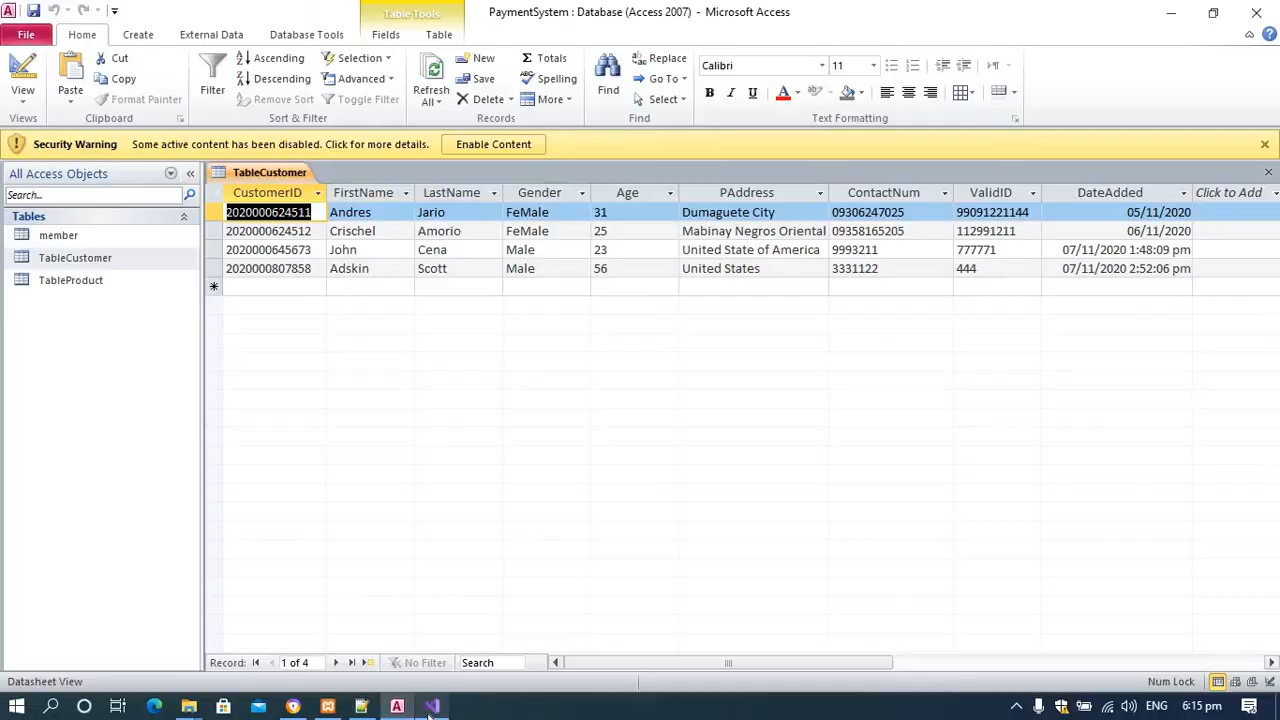 Table Tools
PaymentSystem : Database (Access 2007) - Microsoft Access
File Home Create External Data Database Tools Fields Table
View
Views
Paste
Cut
Copy
Format Painter
Clipboard
Filter
Ascending
Descending
Remove Sort
Selection
Advanced
Toggle Filter
Sort & Filter
Refresh All
New
Save
Delete
Totals
Spelling
More
Records
Find
Replace
Go To
Select
Find
Calibri 11
B I U A
Text Formatting
Security Warning Some active content has been disabled. Click for more details. Enable Content
All Access Objects
Search...
Tables
member
TableCustomer
TableProduct
TableCustomer
CustomerID FirstName LastName Gender Age PAddress ContactNum ValidID DateAdded Click to Add
2020000624511 Andres Jario FeMale 31 Dumaguete City 09306247025 99091221144 05/11/2020
2020000624512 Crischel Amorio FeMale 25 Mabinay Negros Oriental 09358165205 112991211 06/11/2020
2020000645673 John Cena Male 23 United State of America 9993211 777771 07/11/2020 1:48:09 pm
2020000807858 Adskin Scott Male 56 United States 3331122 444 07/11/2020 2:52:06 pm
Record: 1 of 4 No Filter Search
Datasheet View Num Lock
ENG 6:15 pm